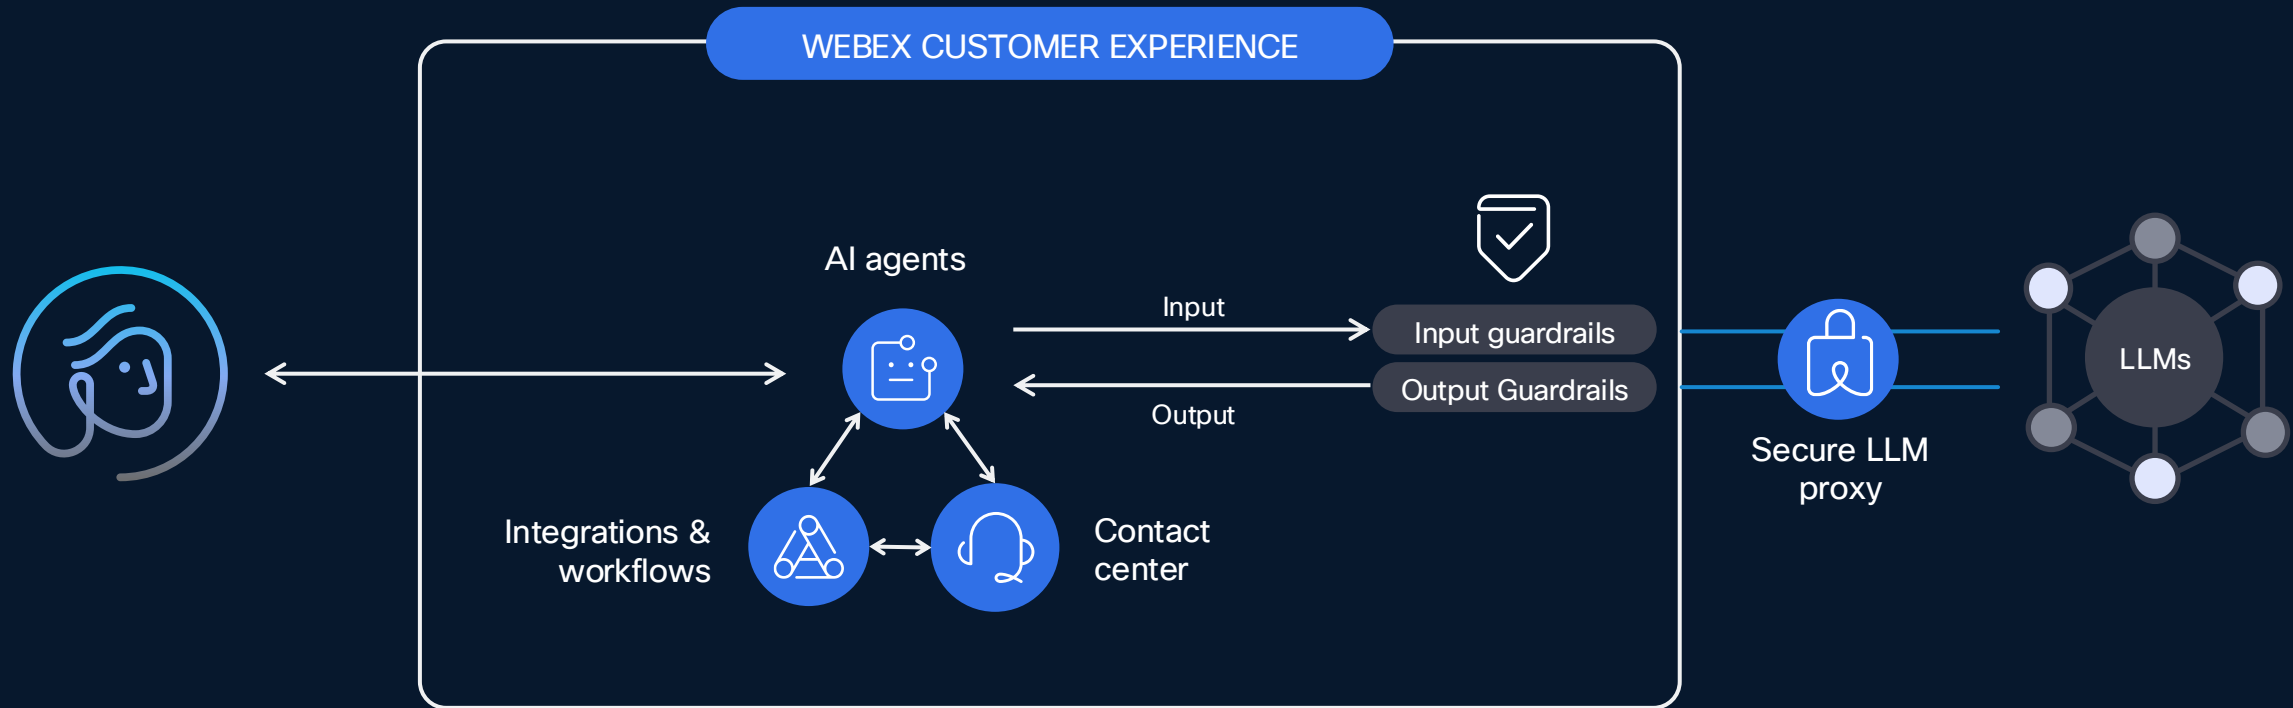 WEBEX CUSTOMER EXPERIENCE
AI agents
Input
Input guardrails
Output Guardrails
Output
LLMs
Secure LLM
proxy
Integrations &
workflows
Contact
center